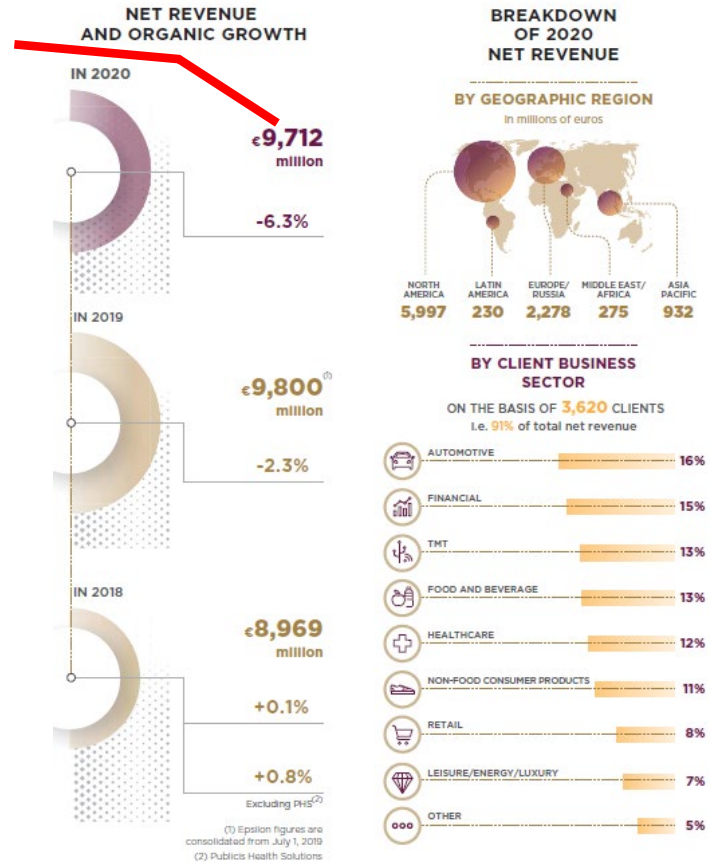 NET REVENUE
AND ORGANIC GROWTH
IN 2020
€9,712
million
-6.3%
IN 2019
€9,800(1)
million
-2.3%
IN 2018
€8,969
million
+0.1%
+0.8%
Excluding PHS(2)
(1) Epsilon figures are
consolidated from July 1, 2019
(2) Publicis Health Solutions
BREAKDOWN
OF 2020
NET REVENUE
BY GEOGRAPHIC REGION
In millions of euros
NORTH
AMERICA
5,997
LATIN
AMERICA
230
EUROPE/
RUSSIA
2,278
MIDDLE EAST/
AFRICA
275
ASIA
PACIFIC
932
BY CLIENT BUSINESS
SECTOR
ON THE BASIS OF 3,620 CLIENTS
i.e. 91% of total net revenue
AUTOMOTIVE
16%
FINANCIAL
15%
TMT
13%
FOOD AND BEVERAGE
13%
HEALTHCARE
12%
NON-FOOD CONSUMER PRODUCTS
11%
RETAIL
8%
LEISURE/ENERGY/LUXURY
7%
OTHER
5%